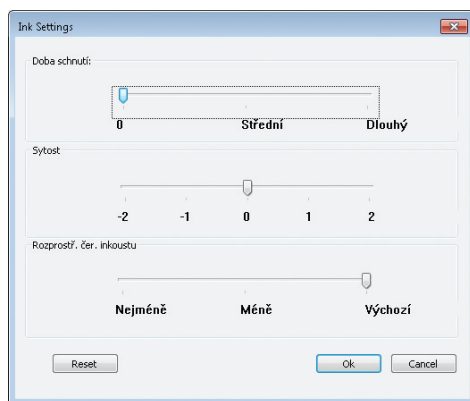 Ink Settings
Doba schnutí:
0 Střední Dlouhý
Sytost
-2 -1 0 1 2
Rozprostř. čer. inkoustu
Nejméně Méně Výchozí
Reset Ok Cancel